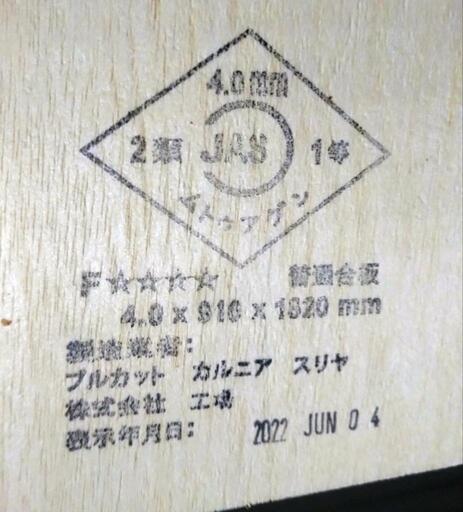 4.0mm
2類 JAS 1等
F☆☆☆☆ 普通合板
4.0 x 910 x 1820 mm
製造業者:
プルカット カルニア スリヤ
株式会社 工場
表示年月日: 2022 JUN 04